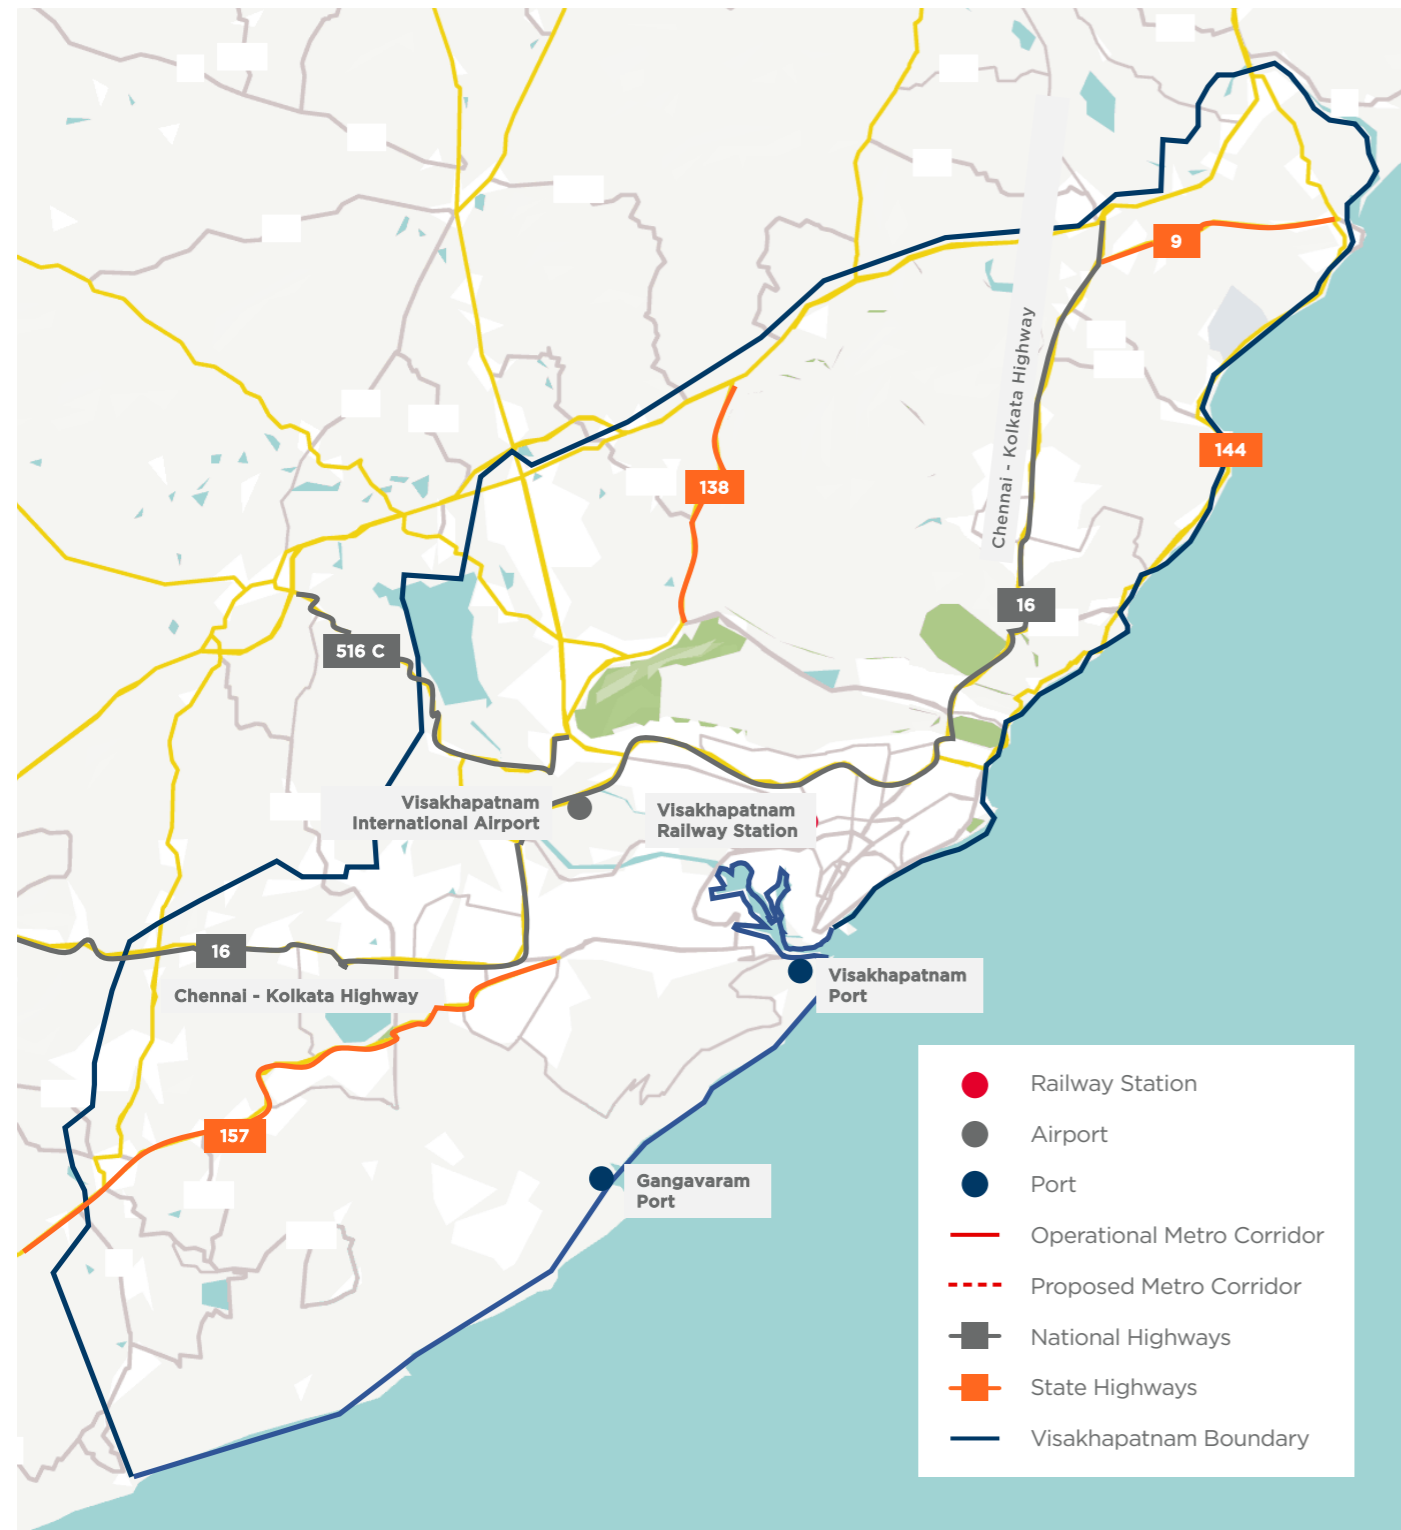 9
Chennai - Kolkata Highway
144
138
16
516 C
Visakhapatnam
International Airport
Visakhapatnam
Railway Station
16
Chennai - Kolkata Highway
Visakhapatnam
Port
157
Gangavaram
Port
Railway Station
Airport
Port
Operational Metro Corridor
Proposed Metro Corridor
National Highways
State Highways
Visakhapatnam Boundary